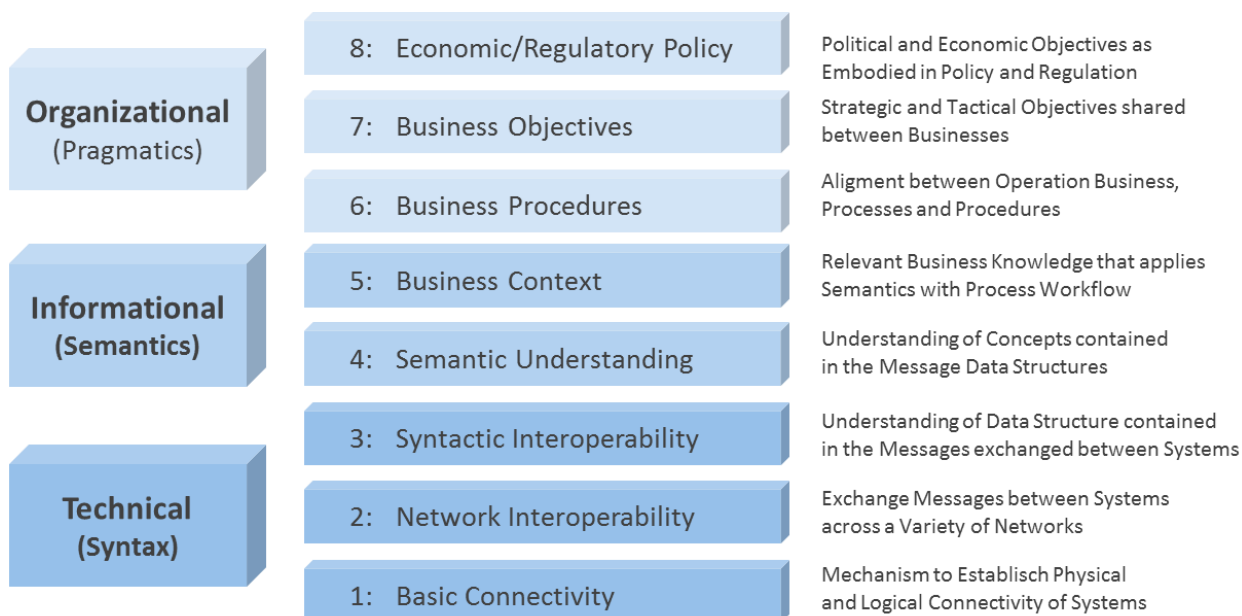 Organizational
(Pragmatics)
8: Economic/Regulatory Policy
Political and Economic Objectives as
Embodied in Policy and Regulation
7: Business Objectives
Strategic and Tactical Objectives shared
between Businesses
6: Business Procedures
Aligment between Operation Business,
Processes and Procedures
Informational
(Semantics)
5: Business Context
Relevant Business Knowledge that applies
Semantics with Process Workflow
4: Semantic Understanding
Understanding of Concepts contained
in the Message Data Structures
Technical
(Syntax)
3: Syntactic Interoperability
Understanding of Data Structure contained
in the Messages exchanged between Systems
2: Network Interoperability
Exchange Messages between Systems
across a Variety of Networks
1: Basic Connectivity
Mechanism to Establisch Physical
and Logical Connectivity of Systems